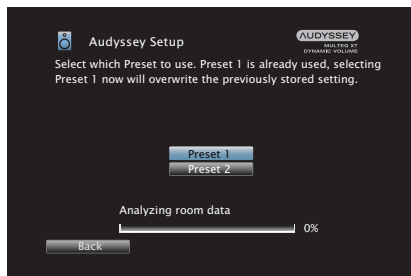 Audyssey Setup
AUDYSSEY
MULTEQ XT
DYNAMIC VOLUME
Select which Preset to use. Preset 1 is already used, selecting
Preset 1 now will overwrite the previously stored setting.
Preset 1
Preset 2
Analyzing room data
0%
Back